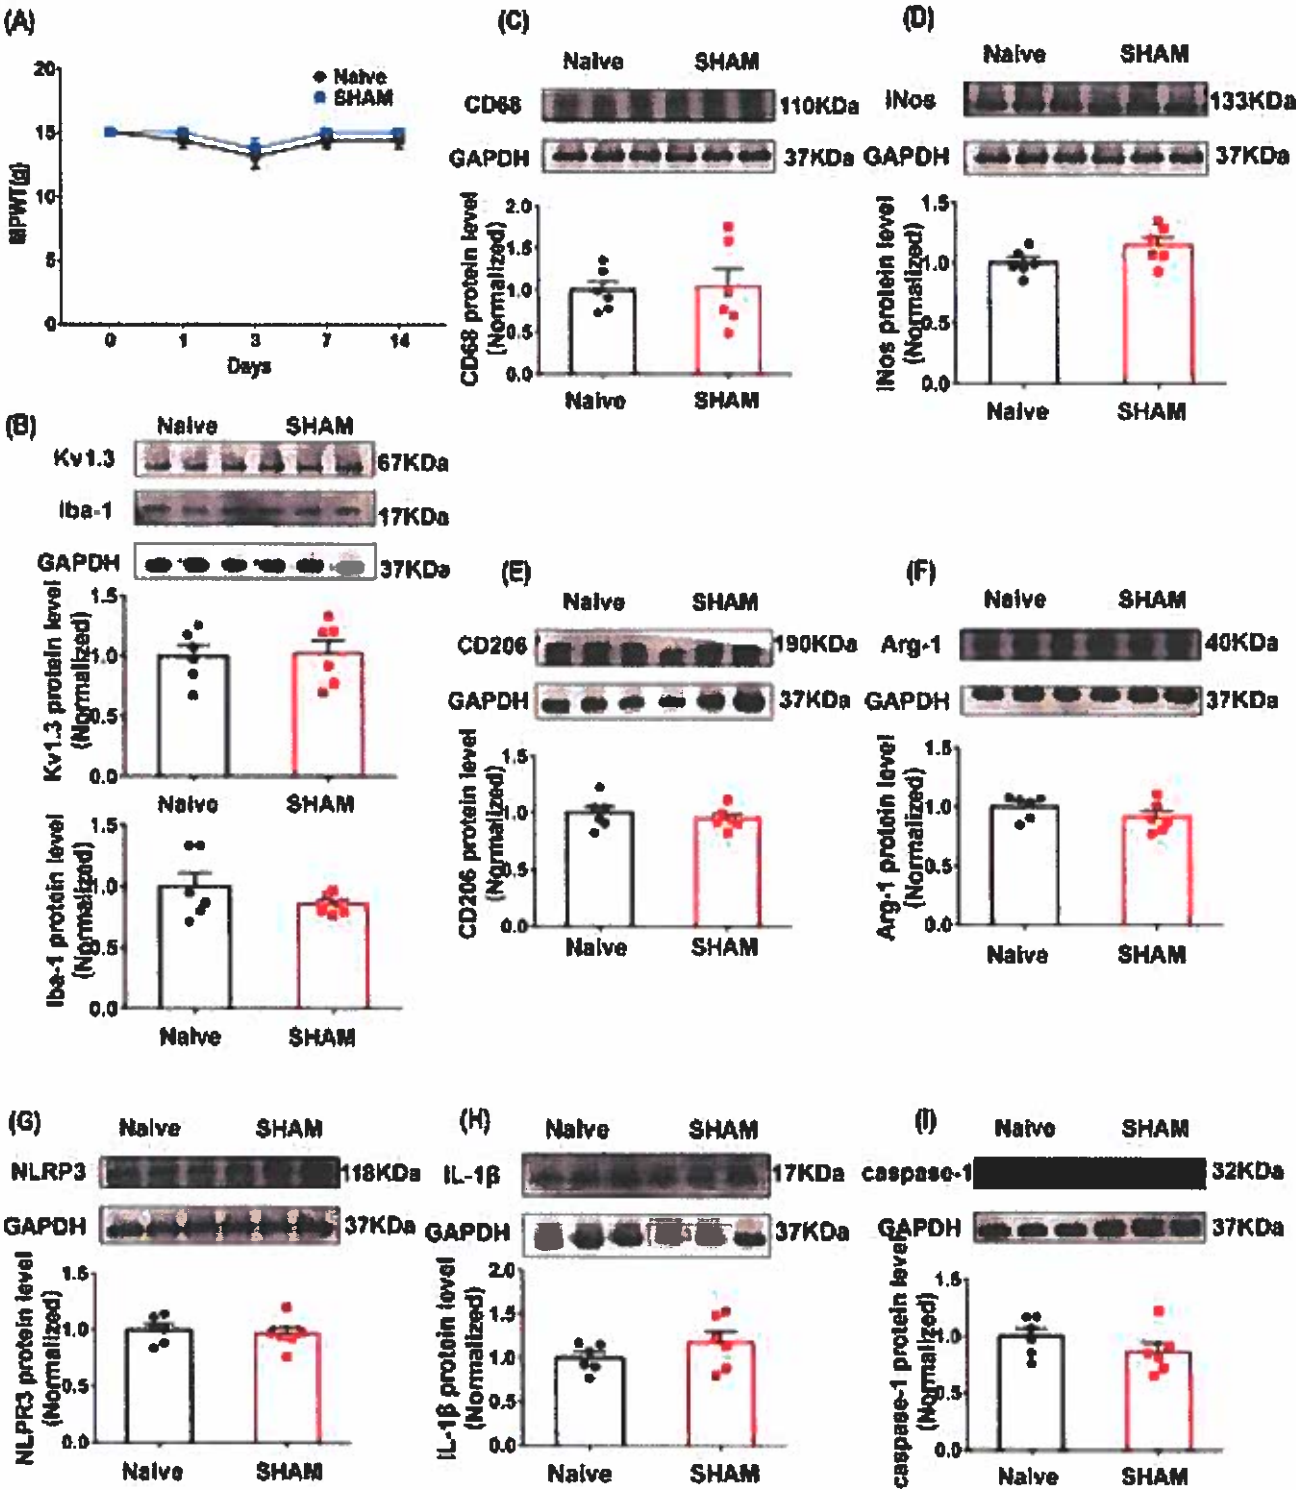 (A)
20
15
10
5
0
MPWT(g)
Naive
SHAM
0 1 3 7 14
Days
(C)
Naive SHAM
CD68 110KDa
GAPDH 37KDa
CD68 protein level
(Normalized)
2.0
1.5
1.0
0.5
0.0
Naive SHAM
(D)
Naive SHAM
iNos 133KDa
GAPDH 37KDa
iNos protein level
(Normalized)
1.5
1.0
0.5
0.0
Naive SHAM
(B)
Naive SHAM
Kv1.3 67KDa
Iba-1 17KDa
GAPDH 37KDa
Kv1.3 protein level
(Normalized)
1.5
1.0
0.5
0.0
Naive SHAM
Iba-1 protein level
(Normalized)
1.5
1.0
0.5
0.0
Naive SHAM
(E)
Naive SHAM
CD206 190KDa
GAPDH 37KDa
CD206 protein level
(Normalized)
1.5
1.0
0.5
0.0
Naive SHAM
(F)
Naive SHAM
Arg-1 40KDa
GAPDH 37KDa
Arg-1 protein level
(Normalized)
1.5
1.0
0.5
0.0
Naive SHAM
(G)
Naive SHAM
NLRP3 118KDa
GAPDH 37KDa
NLPR3 protein level
(Normalized)
1.5
1.0
0.5
0.0
Naive SHAM
(H)
Naive SHAM
IL-1β 17KDa
GAPDH 37KDa
IL-1β protein level
(Normalized)
2.0
1.5
1.0
0.5
0.0
Naive SHAM
(I)
Naive SHAM
caspase-1 32KDa
GAPDH 37KDa
caspase-1 protein level
(Normalized)
1.5
1.0
0.5
0.0
Naive SHAM